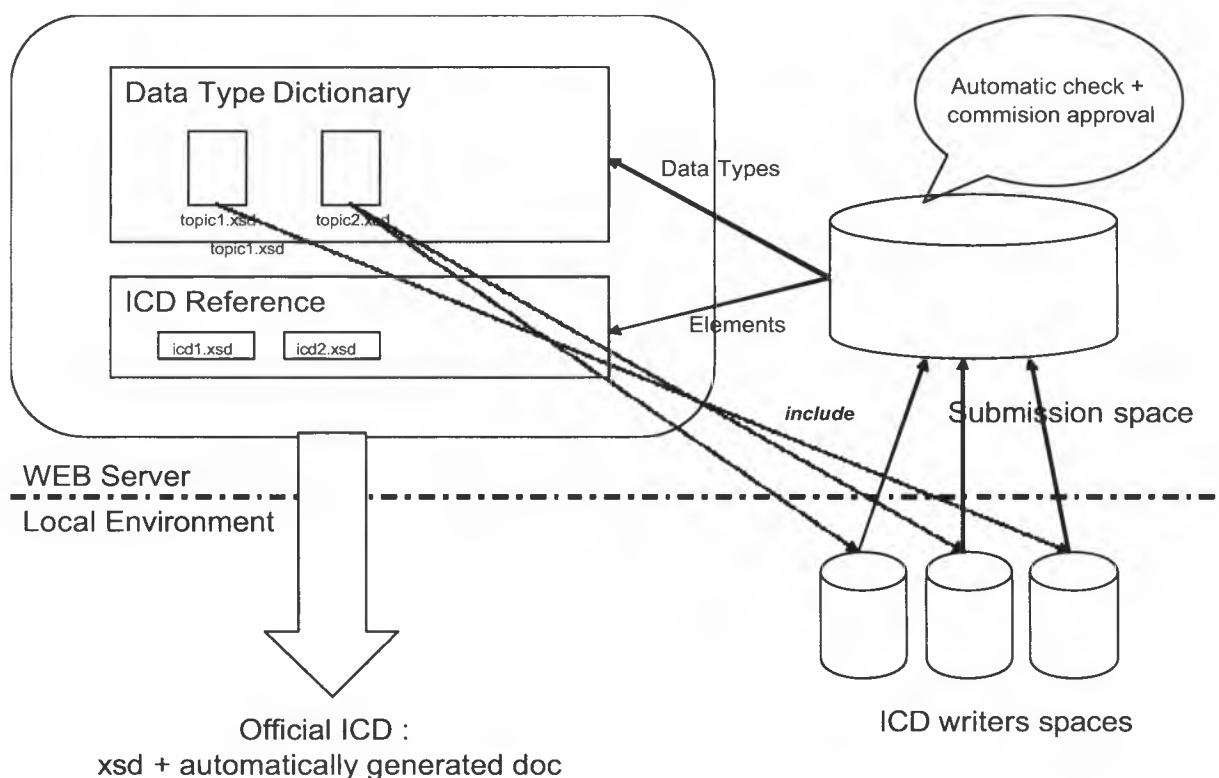 Automatic check +
commision approval
Data Type Dictionary
Data Types
topic1.xsd
topic2.xsd
topic1.xsd
ICD Reference
Elements
icd1.xsd
icd2.xsd
include
Submission space
WEB Server
Local Environment
Official ICD :
xsd + automatically generated doc
ICD writers spaces